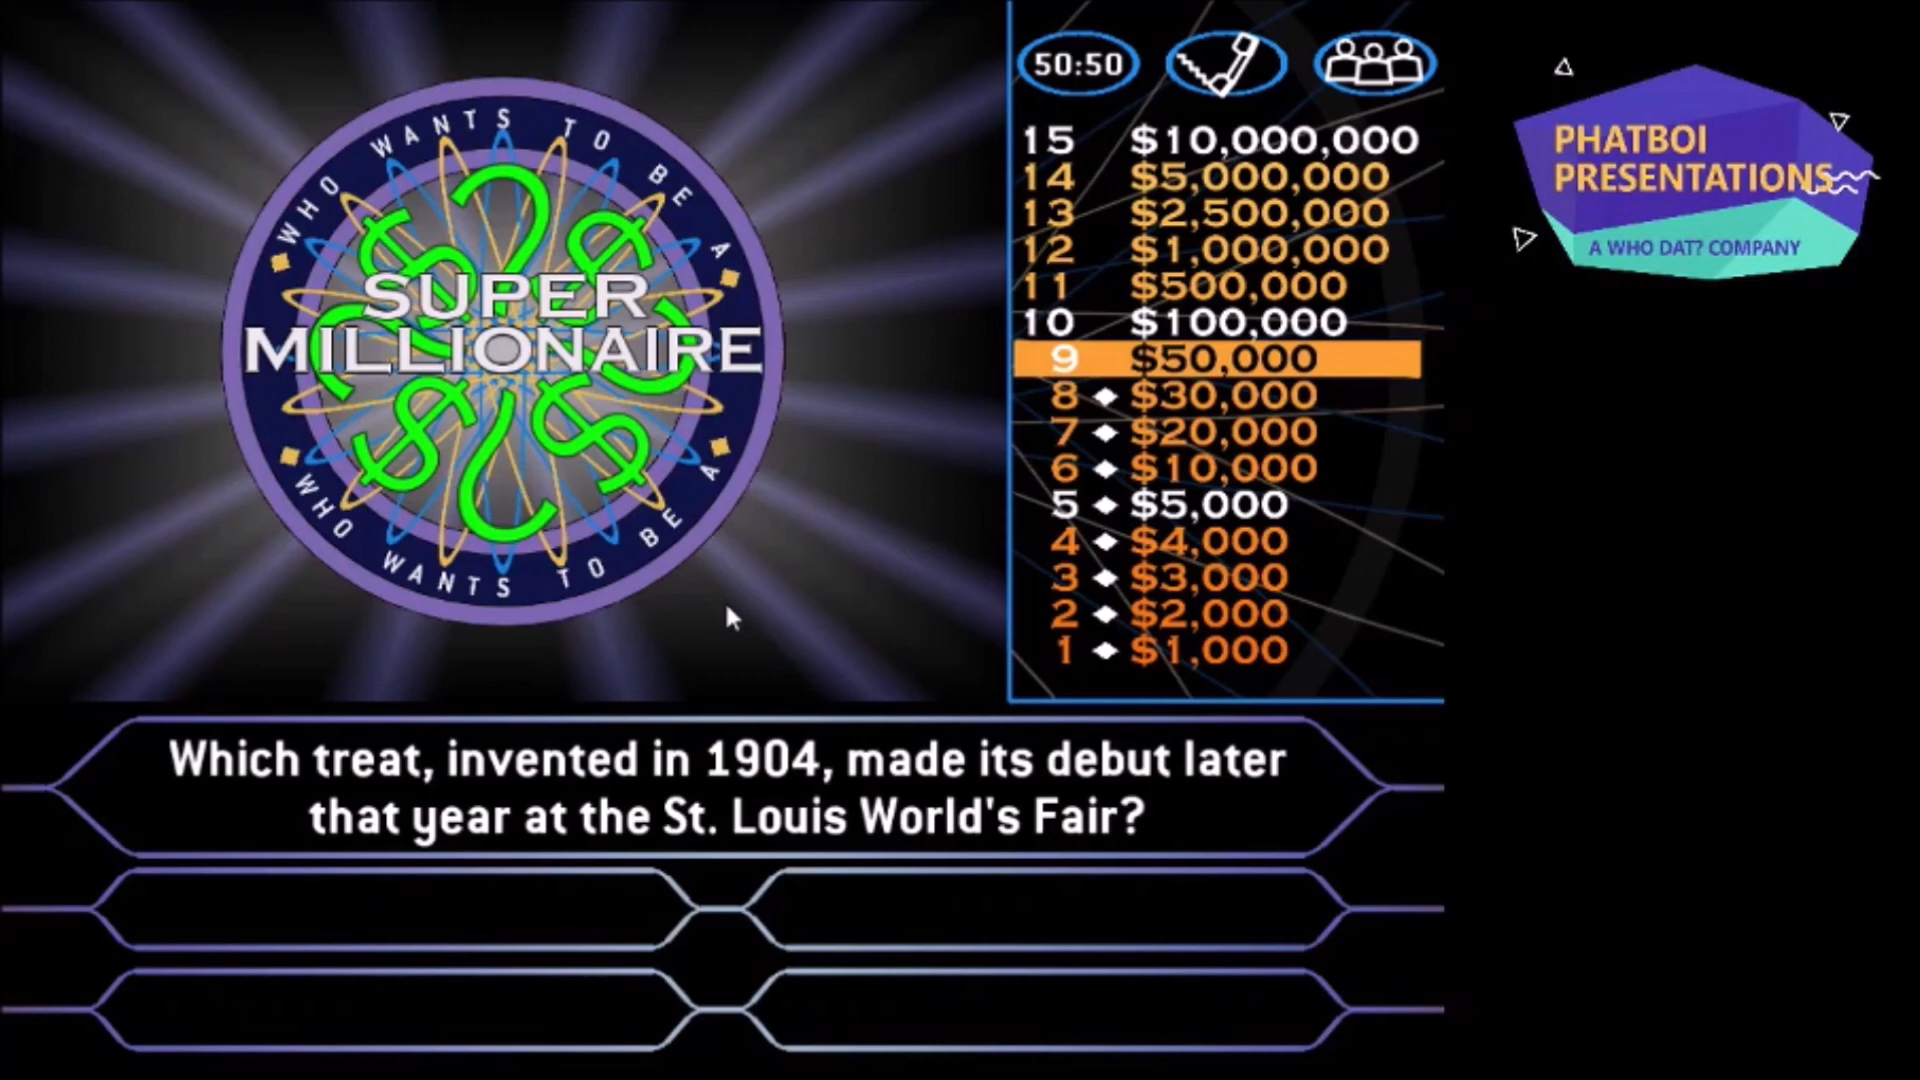 WHO WANTS TO BE A
SUPER
MILLIONAIRE
WHO WANTS TO BE A
50:50
15 $10,000,000
14 $5,000,000
13 $2,500,000
12 $1,000,000
11 $500,000
10 $100,000
9 $50,000
8 $30,000
7 $20,000
6 $10,000
5 $5,000
4 $4,000
3 $3,000
2 $2,000
1 $1,000
PHATBOI
PRESENTATIONS
A WHO DAT? COMPANY
Which treat, invented in 1904, made its debut later
that year at the St. Louis World's Fair?